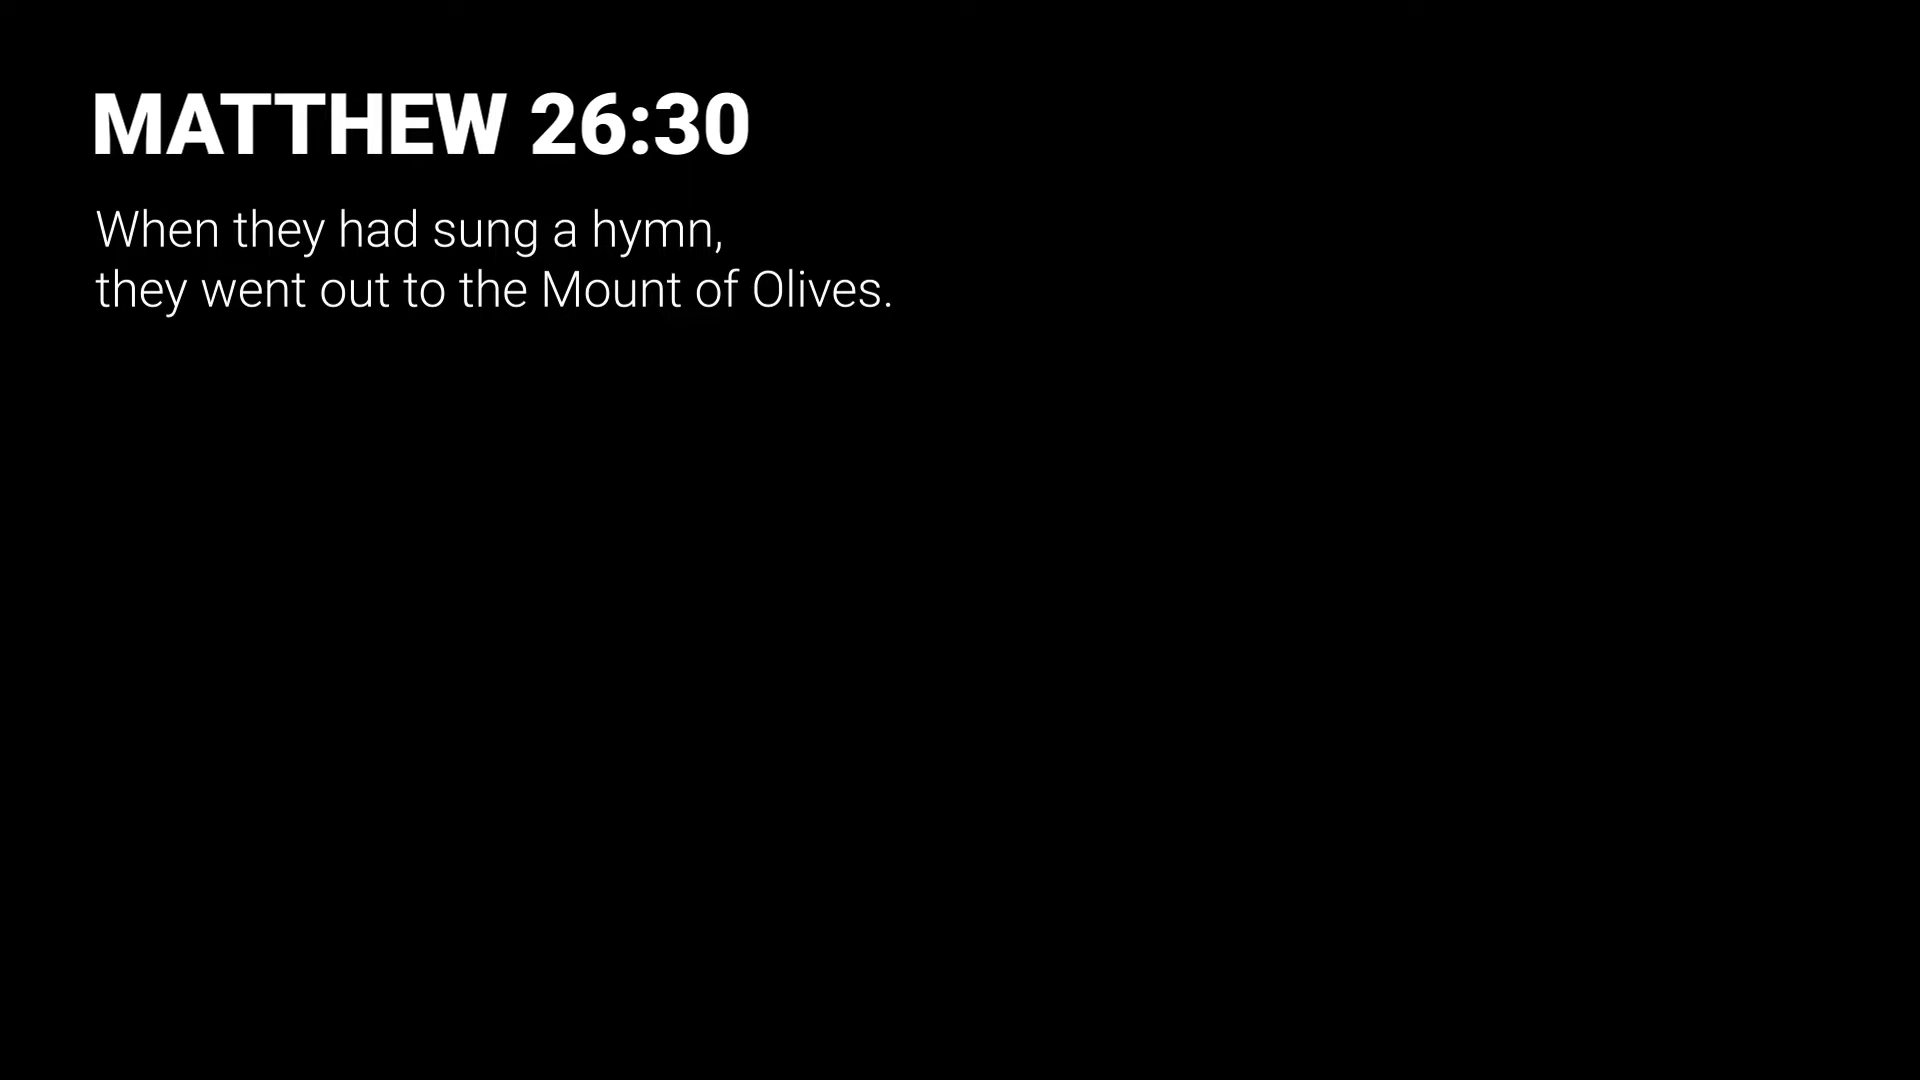 MATTHEW 26:30
When they had sung a hymn,
they went out to the Mount of Olives.